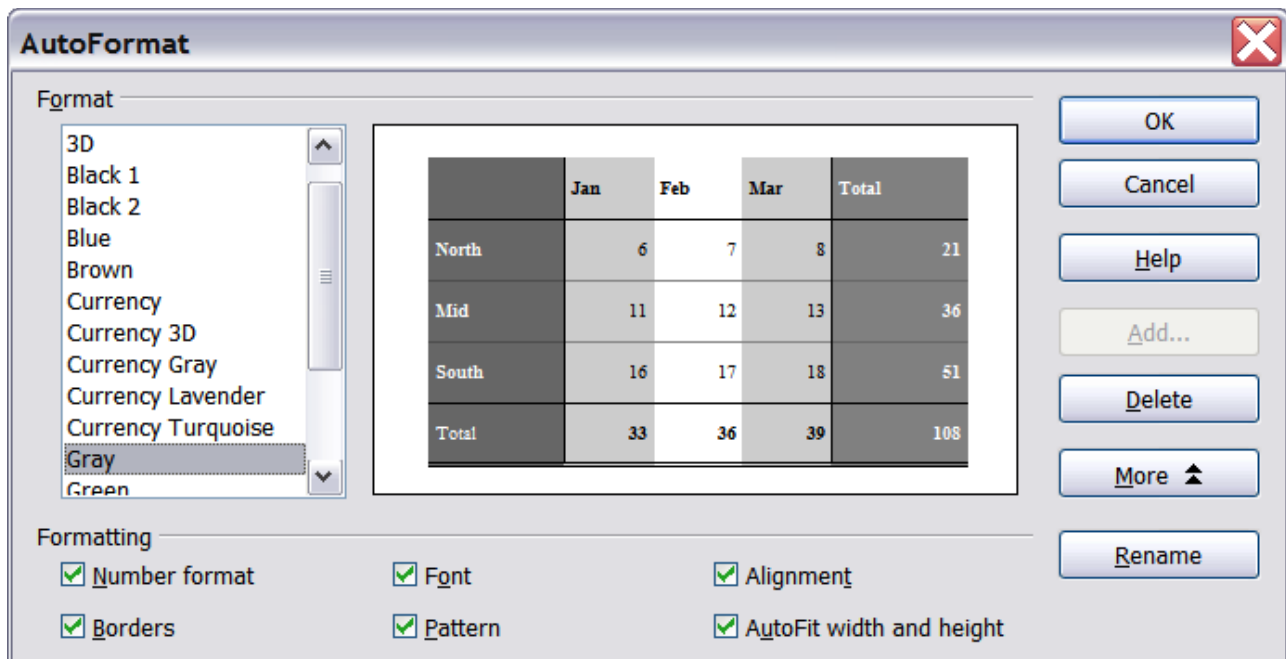 AutoFormat
Format
3D
Black 1
Black 2
Blue
Brown
Currency
Currency 3D
Currency Gray
Currency Lavender
Currency Turquoise
Gray
Green
Jan Feb Mar Total
North 6 7 8 21
Mid 11 12 13 36
South 16 17 18 51
Total 33 36 39 108
OK
Cancel
Help
Add...
Delete
More
Rename
Formatting
Number format Font Alignment
Borders Pattern AutoFit width and height